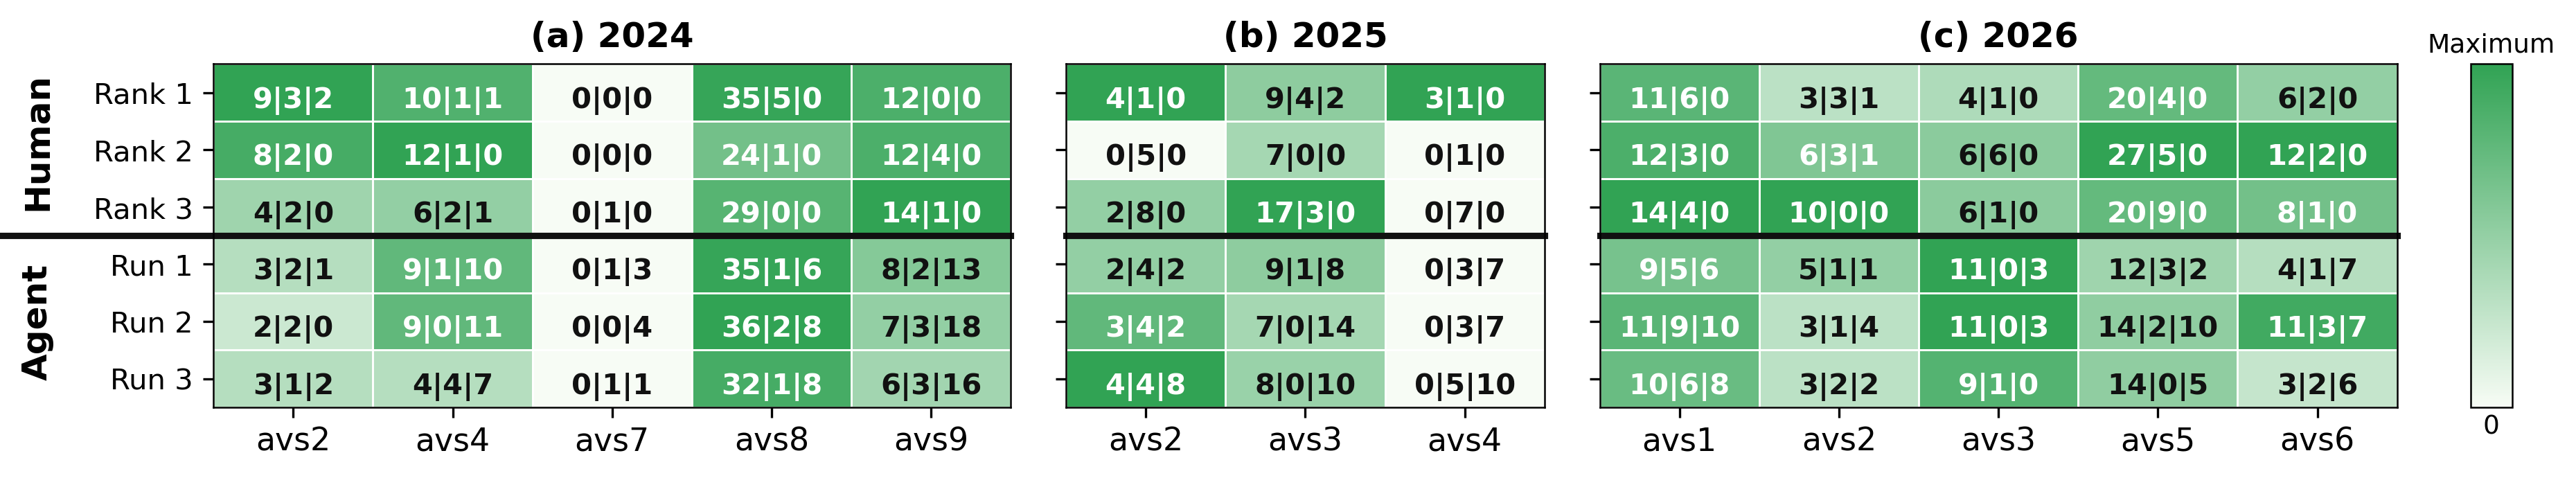 (a) 2024 (b) 2025 (c) 2026 Maximum
Human
Rank 1 9|3|2 10|1|1 0|0|0 35|5|0 12|0|0 4|1|0 9|4|2 3|1|0 11|6|0 3|3|1 4|1|0 20|4|0 6|2|0
Rank 2 8|2|0 12|1|0 0|0|0 24|1|0 12|4|0 0|5|0 7|0|0 0|1|0 12|3|0 6|3|1 6|6|0 27|5|0 12|2|0
Rank 3 4|2|0 6|2|1 0|1|0 29|0|0 14|1|0 2|8|0 17|3|0 0|7|0 14|4|0 10|0|0 6|1|0 20|9|0 8|1|0
Agent
Run 1 3|2|1 9|1|10 0|1|3 35|1|6 8|2|13 2|4|2 9|1|8 0|3|7 9|5|6 5|1|1 11|0|3 12|3|2 4|1|7
Run 2 2|2|0 9|0|11 0|0|4 36|2|8 7|3|18 3|4|2 7|0|14 0|3|7 11|9|10 3|1|4 11|0|3 14|2|10 11|3|7
Run 3 3|1|2 4|4|7 0|1|1 32|1|8 6|3|16 4|4|8 8|0|10 0|5|10 10|6|8 3|2|2 9|1|0 14|0|5 3|2|6
avs2 avs4 avs7 avs8 avs9 avs2 avs3 avs4 avs1 avs2 avs3 avs5 avs6 0